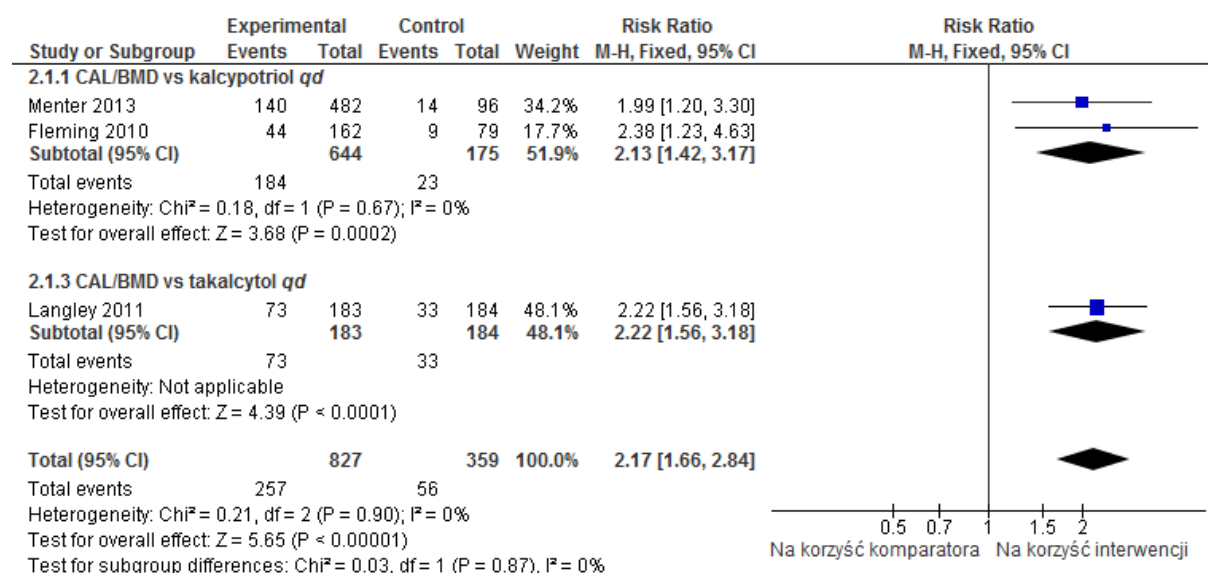 Experimental Control Risk Ratio Risk Ratio
Study or Subgroup Events Total Events Total Weight M-H, Fixed, 95% CI M-H, Fixed, 95% CI
2.1.1 CAL/BMD vs kalcypotriol qd
Menter 2013 140 482 14 96 34.2% 1.99 [1.20, 3.30]
Fleming 2010 44 162 9 79 17.7% 2.38 [1.23, 4.63]
Subtotal (95% CI) 644 175 51.9% 2.13 [1.42, 3.17]
Total events 184 23
Heterogeneity: Chi² = 0.18, df = 1 (P = 0.67); I² = 0%
Test for overall effect: Z = 3.68 (P = 0.0002)
2.1.3 CAL/BMD vs takalcytol qd
Langley 2011 73 183 33 184 48.1% 2.22 [1.56, 3.18]
Subtotal (95% CI) 183 184 48.1% 2.22 [1.56, 3.18]
Total events 73 33
Heterogeneity: Not applicable
Test for overall effect: Z = 4.39 (P < 0.0001)
Total (95% CI) 827 359 100.0% 2.17 [1.66, 2.84]
Total events 257 56
Heterogeneity: Chi² = 0.21, df = 2 (P = 0.90); I² = 0%
Test for overall effect: Z = 5.65 (P < 0.00001)
Test for subgroup differences: Chi² = 0.03, df = 1 (P = 0.87), I² = 0%
0.5 0.7 1 1.5 2
Na korzyść komparatora Na korzyść interwencji